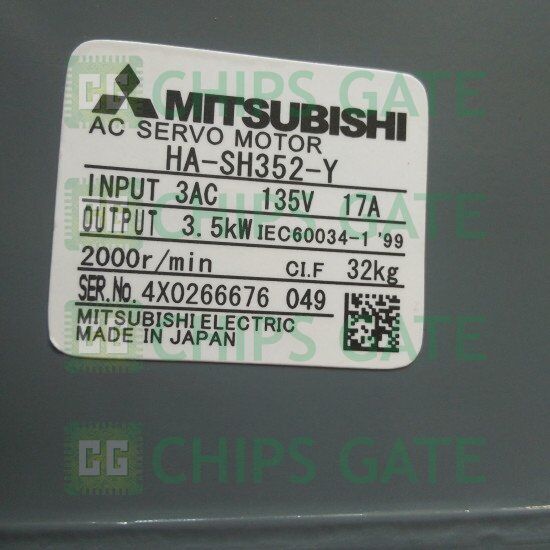 CHIPS GATE
MITSUBISHI
AC SERVO MOTOR
HA-SH352-Y
INPUT 3AC 135V 17A
OUTPUT 3.5kW IEC60034-1 '99
2000r/min CI.F 32kg
SER.No. 4X0266676 049
MITSUBISHI ELECTRIC
MADE IN JAPAN
CHIPS GATE
CHIPS GATE
CG CHIPS GATE